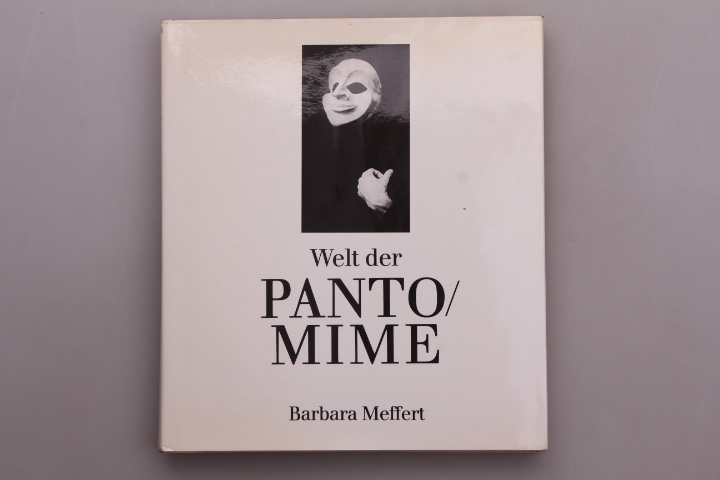 Welt der
PANTO/
MIME
Barbara Meffert